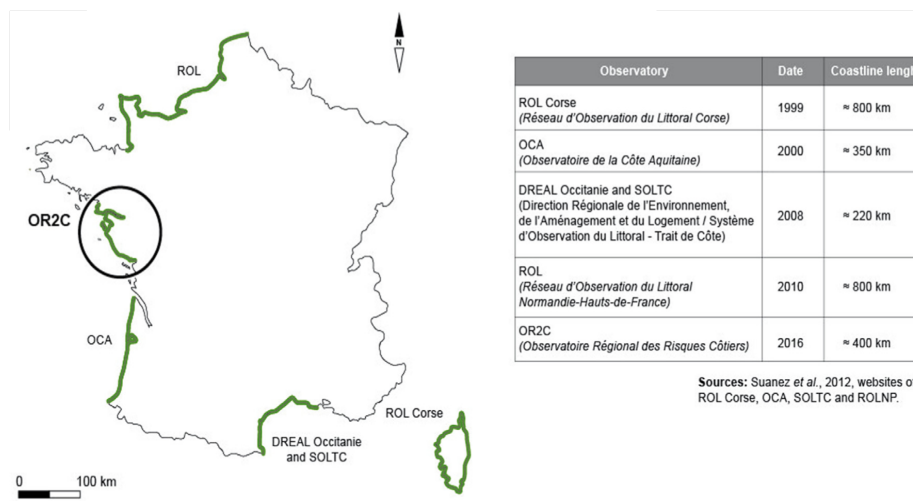 ROL
N
OR2C
OCA
ROL Corse
DREAL Occitanie
and SOLTC
0 100 km
Observatory Date Coastline
ROL Corse
(Réseau d'Observation du Littoral Corse)
1999 ≈ 800 km
OCA
(Observatoire de la Côte Aquitaine)
2000 ≈ 350 km
DREAL Occitanie and SOLTC
(Direction Régionale de l'Environnement,
de l'Aménagement et du Logement / Système
d'Observation du Littoral - Trait de Côte)
2008 ≈ 220 km
ROL
(Réseau d'Observation du Littoral
Normandie-Hauts-de-France)
2010 ≈ 800 km
OR2C
(Observatoire Régional des Risques Côtiers)
2016 ≈ 400 km
Sources: Suanez et al., 2012, websites of
ROL Corse, OCA, SOLTC and ROLNP.